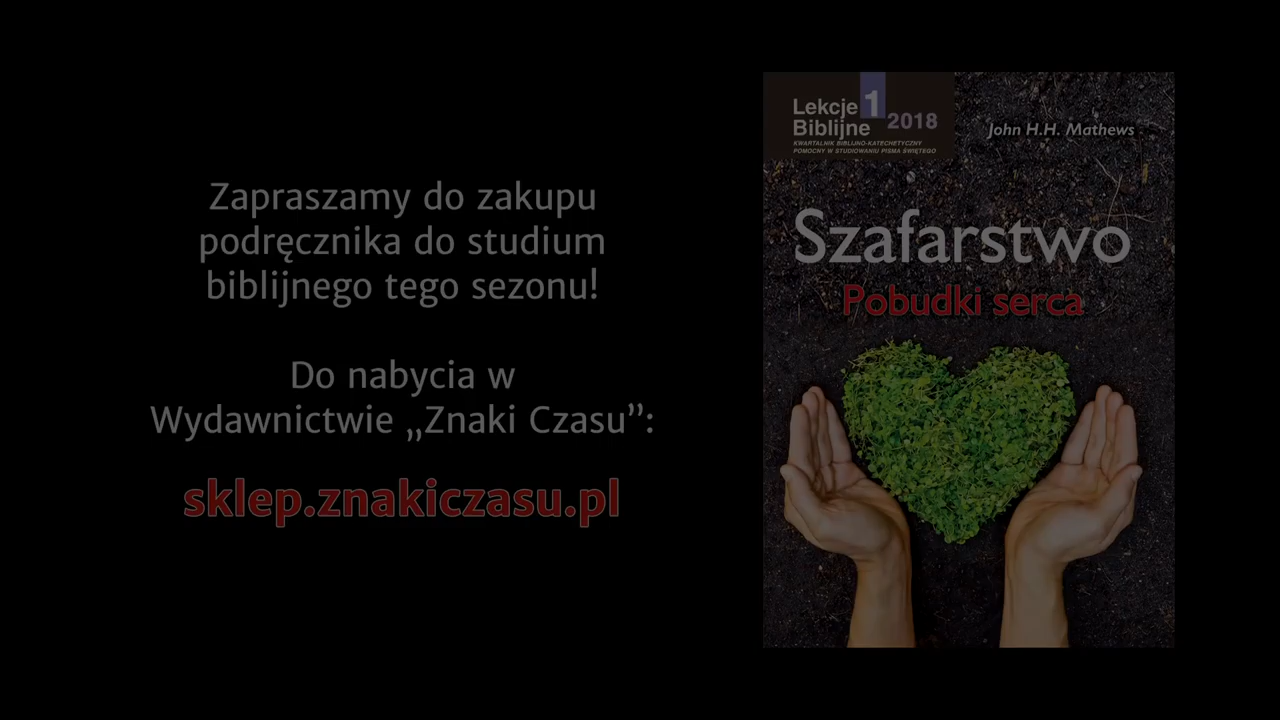 Zapraszamy do zakupu
podręcznika do studium
biblijnego tego sezonu!
Do nabycia w
Wydawnictwie „Znaki Czasu”:
sklep.znakiczasu.pl
Lekcje 1
Biblijne 2018
KWARTALNIK BIBLIJNO-KATECHETYCZNY
POMOCNY W STUDIOWANIU PISMA ŚWIĘTEGO
John H.H. Mathews
Szafarstwo
Pobudki serca